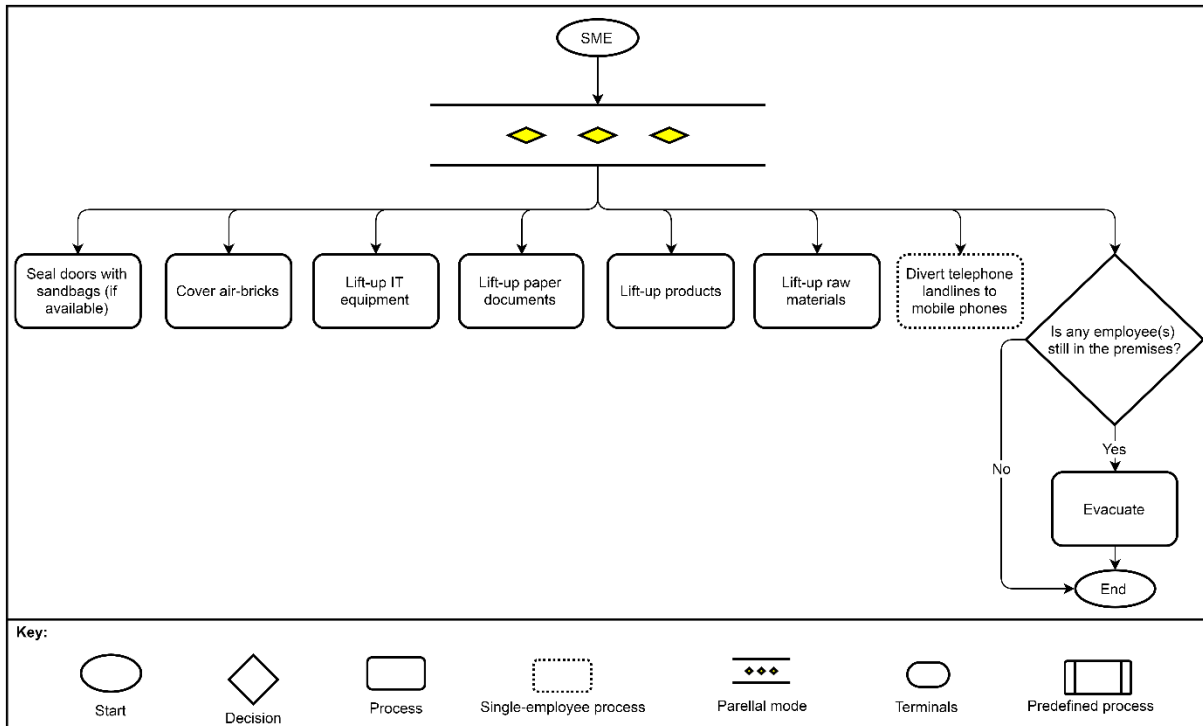 SME
Seal doors with
sandbags (if
available)
Cover air-bricks
Lift-up IT
equipment
Lift-up paper
documents
Lift-up products
Lift-up raw
materials
Divert telephone
landlines to
mobile phones
Is any employee(s)
still in the premises?
Yes
No
Evacuate
End
Key:
Start
Decision
Process
Single-employee process
Parellal mode
Terminals
Predefined process